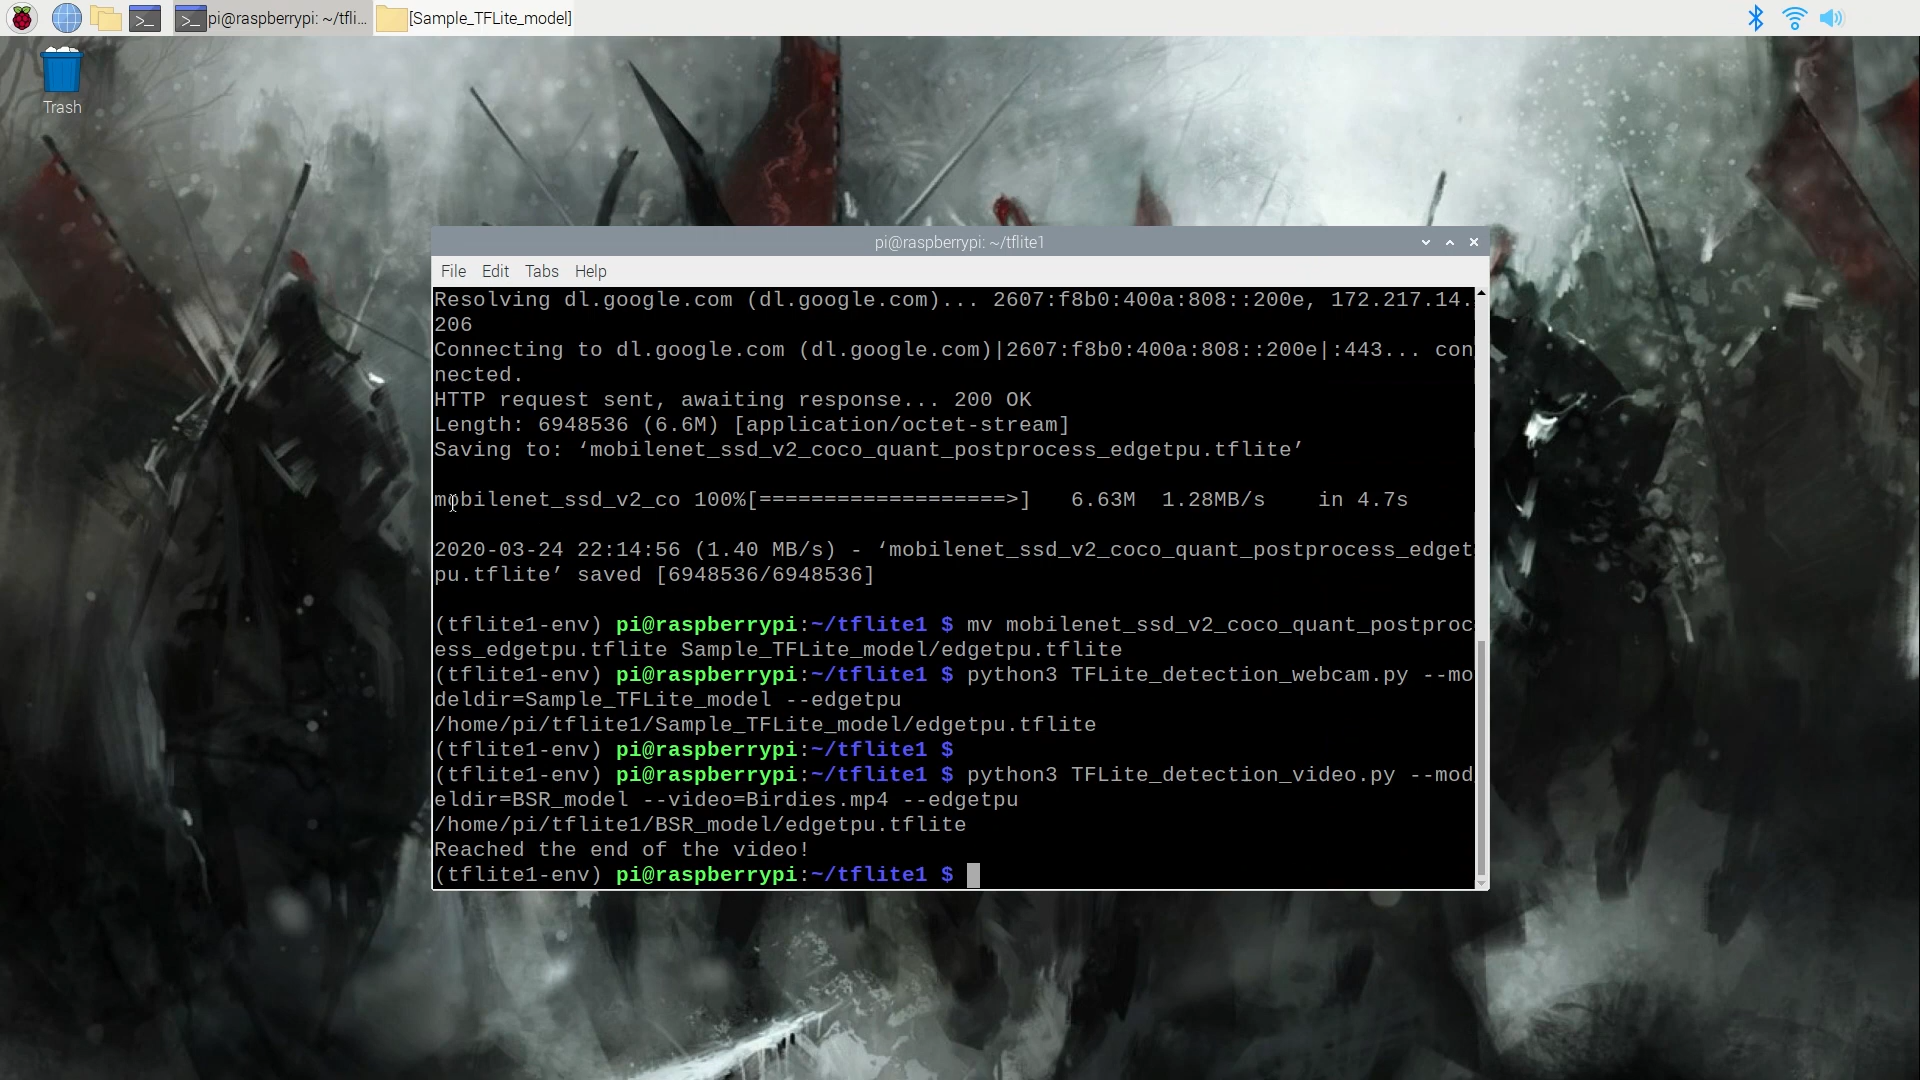 pi@raspberrypi: ~/tfli...
[Sample_TFLite_model]
Trash
pi@raspberrypi: ~/tflite1
File Edit Tabs Help
Resolving dl.google.com (dl.google.com)... 2607:f8b0:400a:808::200e, 172.217.14.
206
Connecting to dl.google.com (dl.google.com)|2607:f8b0:400a:808::200e|:443... con
nected.
HTTP request sent, awaiting response... 200 OK
Length: 6948536 (6.6M) [application/octet-stream]
Saving to: ‘mobilenet_ssd_v2_coco_quant_postprocess_edgetpu.tflite’
mobilenet_ssd_v2_co 100%[===================>] 6.63M 1.28MB/s in 4.7s
2020-03-24 22:14:56 (1.40 MB/s) - ‘mobilenet_ssd_v2_coco_quant_postprocess_edget
pu.tflite’ saved [6948536/6948536]
(tflite1-env) pi@raspberrypi:~/tflite1 $ mv mobilenet_ssd_v2_coco_quant_postproc
ess_edgetpu.tflite Sample_TFLite_model/edgetpu.tflite
(tflite1-env) pi@raspberrypi:~/tflite1 $ python3 TFLite_detection_webcam.py --mo
deldir=Sample_TFLite_model --edgetpu
/home/pi/tflite1/Sample_TFLite_model/edgetpu.tflite
(tflite1-env) pi@raspberrypi:~/tflite1 $
(tflite1-env) pi@raspberrypi:~/tflite1 $ python3 TFLite_detection_video.py --mod
eldir=BSR_model --video=Birdies.mp4 --edgetpu
/home/pi/tflite1/BSR_model/edgetpu.tflite
Reached the end of the video!
(tflite1-env) pi@raspberrypi:~/tflite1 $